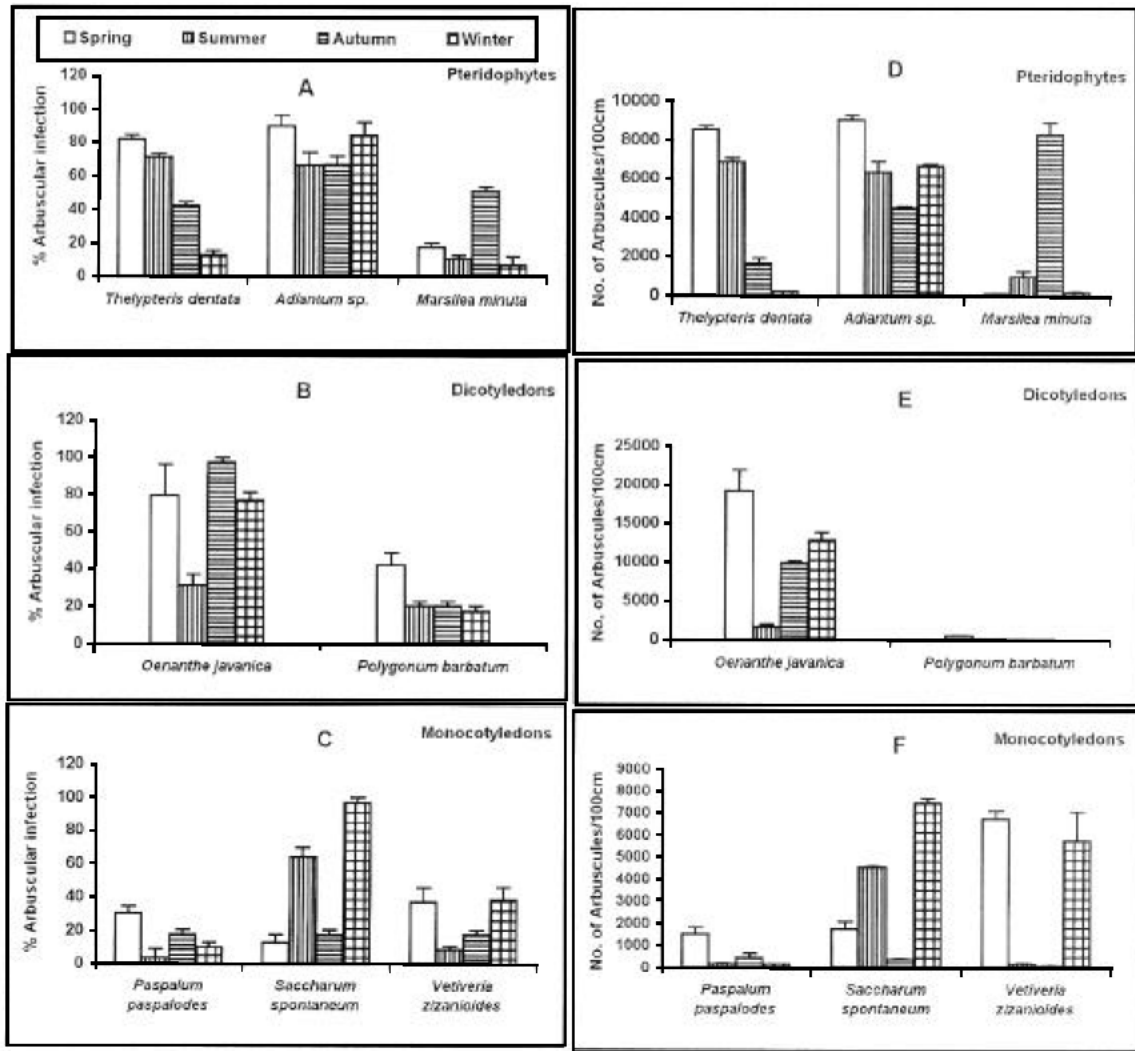 Spring Summer Autumn Winter
A
Pteridophytes
% Arbuscular infection
120
100
80
60
40
20
0
Thelypteris dentata Adiantum sp. Marsilea minuta
D
Pteridophytes
No. of Arbuscules/100cm
10000
8000
6000
4000
2000
0
Thelypteris dentata Adiantum sp. Marsilea minuta
B
Dicotyledons
% Arbuscular infection
120
100
80
60
40
20
0
Oenanthe javanica Polygonum barbatum
E
Dicotyledons
No. of Arbuscules/100cm
25000
20000
15000
10000
5000
0
Oenanthe javanica Polygonum barbatum
C
Monocotyledons
% Arbuscular infection
120
100
80
60
40
20
0
Paspalum Saccharum Vetiveria
paspalodes spontaneum zizanioides
F
Monocotyledons
No. of Arbuscules/100cm
9000
8000
7000
6000
5000
4000
3000
2000
1000
0
Paspalum Saccharum Vetiveria
paspalodes spontaneum zizanioides